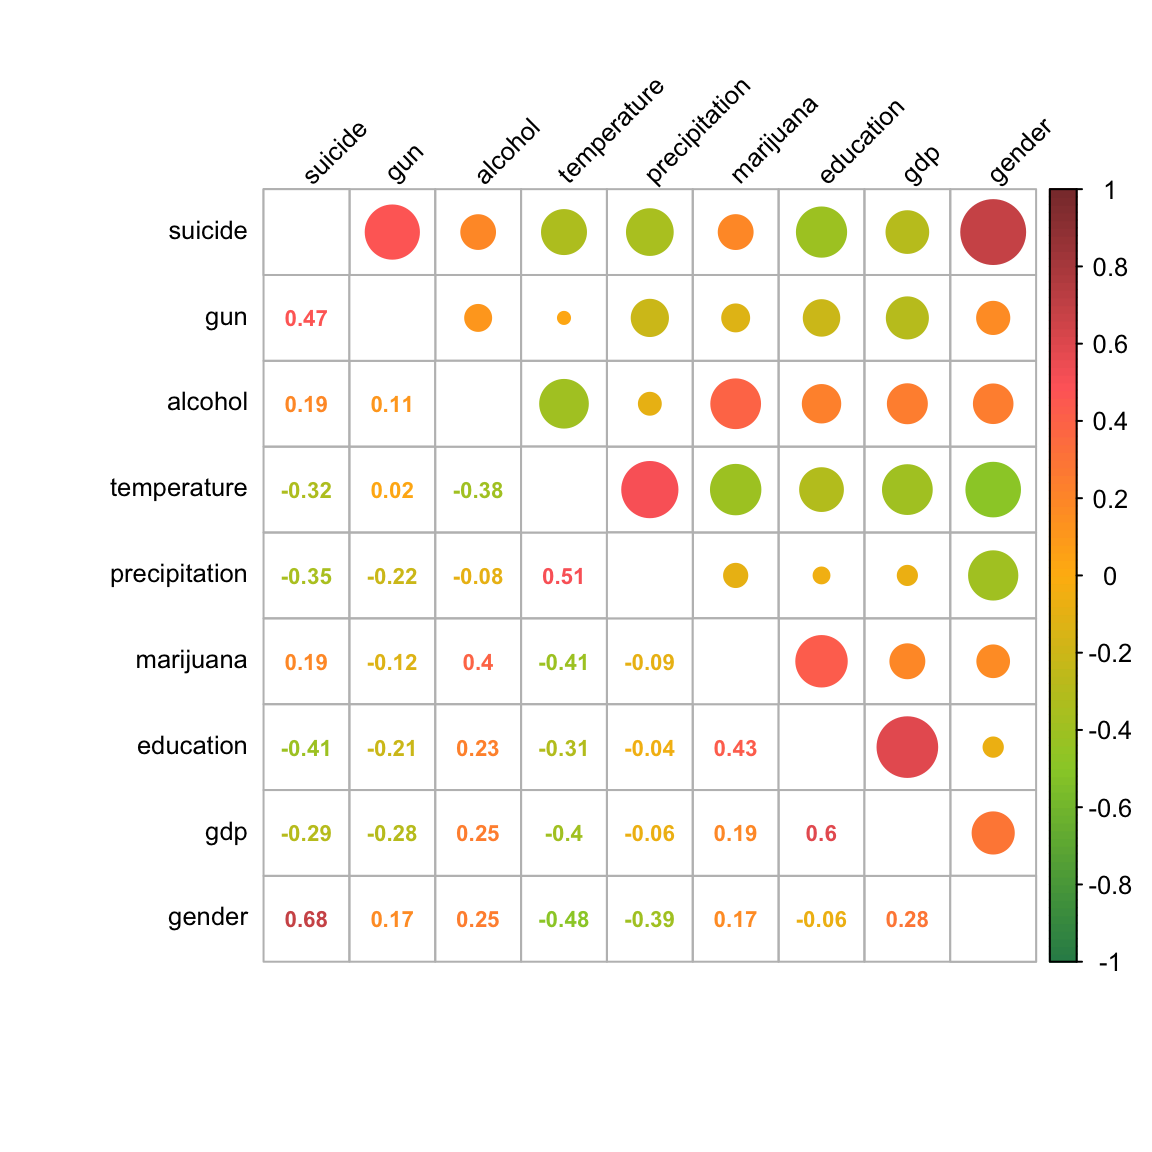 suicide gun alcohol temperature precipitation marijuana education gdp gender
suicide
gun 0.47
alcohol 0.19 0.11
temperature -0.32 0.02 -0.38
precipitation -0.35 -0.22 -0.08 0.51
marijuana 0.19 -0.12 0.4 -0.41 -0.09
education -0.41 -0.21 0.23 -0.31 -0.04 0.43
gdp -0.29 -0.28 0.25 -0.4 -0.06 0.19 0.6
gender 0.68 0.17 0.25 -0.48 -0.39 0.17 -0.06 0.28
1
0.8
0.6
0.4
0.2
0
-0.2
-0.4
-0.6
-0.8
-1